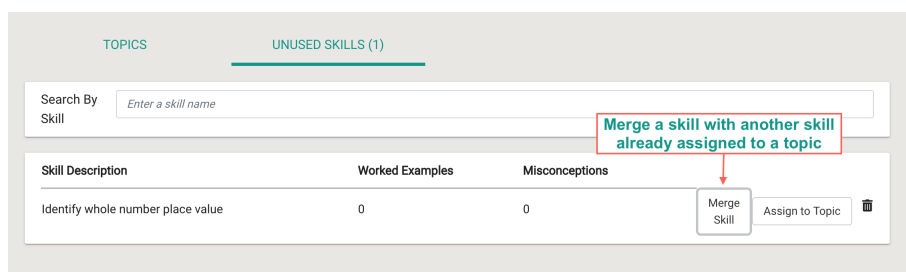 TOPICS
UNUSED SKILLS (1)
Search By
Skill
Enter a skill name
Merge a skill with another skill
already assigned to a topic
Skill Description
Worked Examples
Misconceptions
Identify whole number place value
0
0
Merge
Skill
Assign to Topic